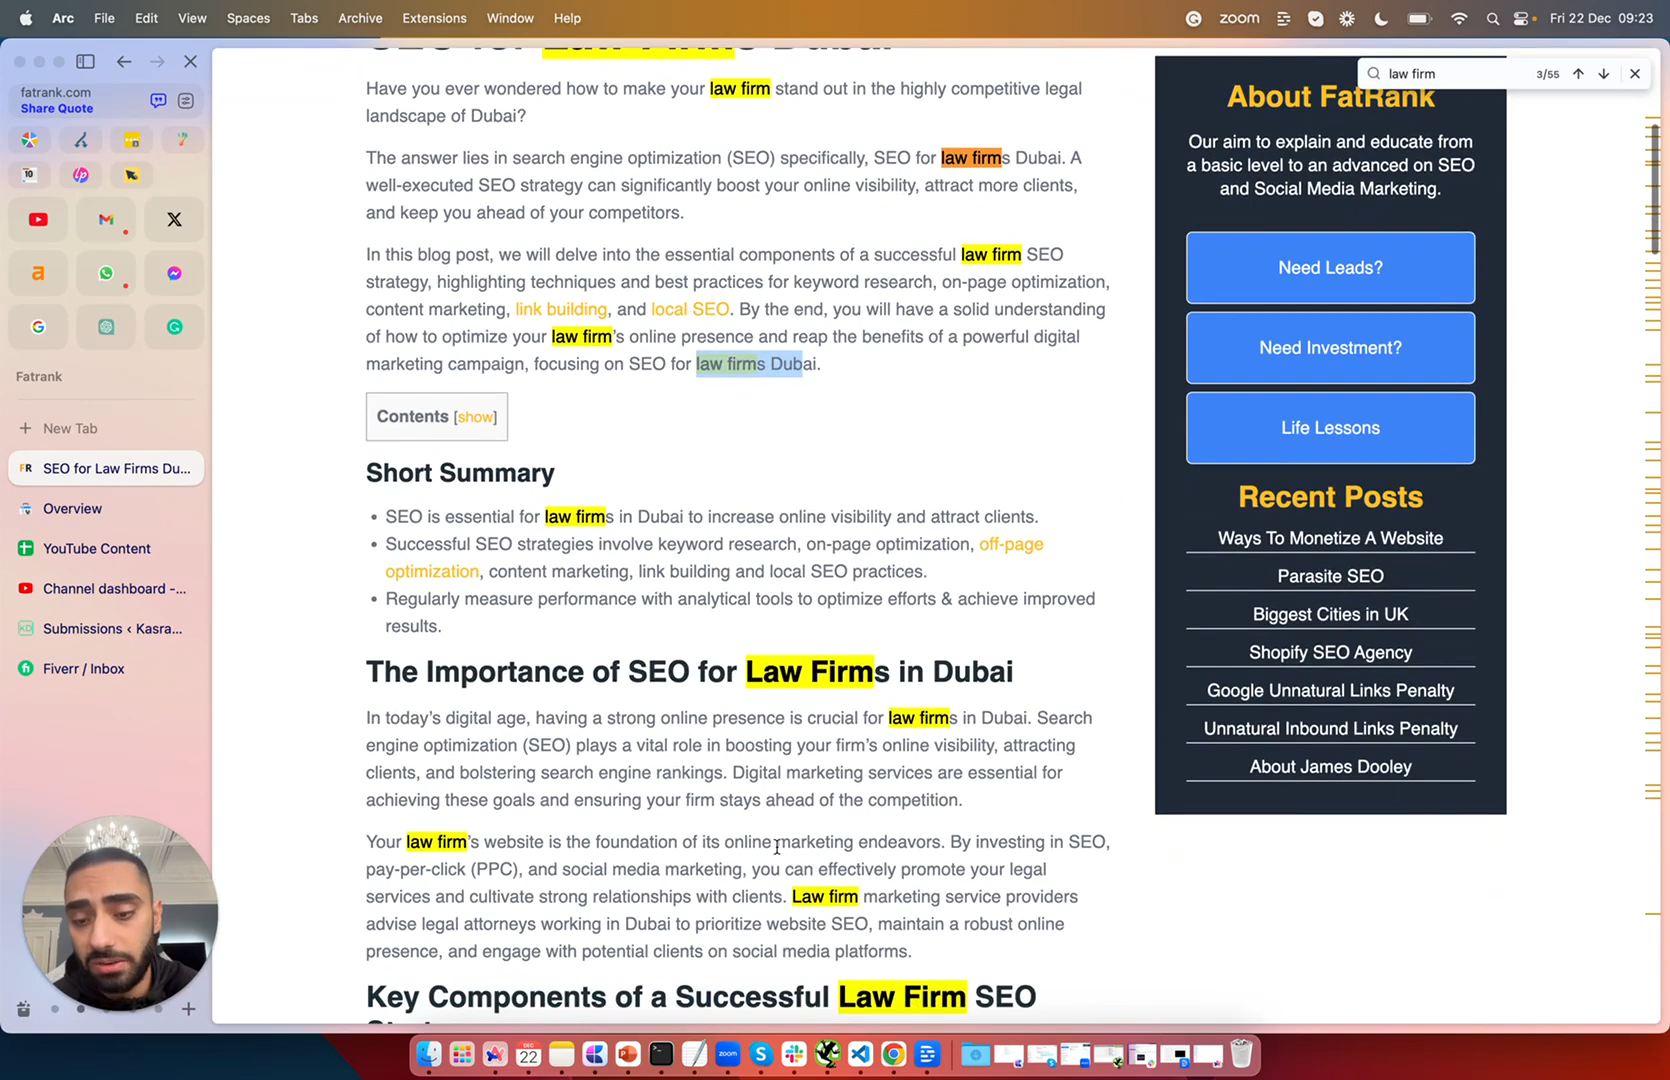 Arc File Edit View Spaces Tabs Archive Extensions Window Help
zoom Fri 22 Dec 09:23
fatrank.com
Share Quote
10
Fatrank
New Tab
FR SEO for Law Firms Du...
Overview
YouTube Content
Channel dashboard -...
KD Submissions ‹ Kasra...
fi Fiverr / Inbox
law firm 3/55
SEO for Law Firms Dubai
Have you ever wondered how to make your law firm stand out in the highly competitive legal
landscape of Dubai?
The answer lies in search engine optimization (SEO) specifically, SEO for law firms Dubai. A
well-executed SEO strategy can significantly boost your online visibility, attract more clients,
and keep you ahead of your competitors.
In this blog post, we will delve into the essential components of a successful law firm SEO
strategy, highlighting techniques and best practices for keyword research, on-page optimization,
content marketing, link building, and local SEO. By the end, you will have a solid understanding
of how to optimize your law firm's online presence and reap the benefits of a powerful digital
marketing campaign, focusing on SEO for law firms Dubai.
Contents [show]
Short Summary
• SEO is essential for law firms in Dubai to increase online visibility and attract clients.
• Successful SEO strategies involve keyword research, on-page optimization, off-page
optimization, content marketing, link building and local SEO practices.
• Regularly measure performance with analytical tools to optimize efforts & achieve improved
results.
The Importance of SEO for Law Firms in Dubai
In today's digital age, having a strong online presence is crucial for law firms in Dubai. Search
engine optimization (SEO) plays a vital role in boosting your firm's online visibility, attracting
clients, and bolstering search engine rankings. Digital marketing services are essential for
achieving these goals and ensuring your firm stays ahead of the competition.
Your law firm's website is the foundation of its online marketing endeavors. By investing in SEO,
pay-per-click (PPC), and social media marketing, you can effectively promote your legal
services and cultivate strong relationships with clients. Law firm marketing service providers
advise legal attorneys working in Dubai to prioritize website SEO, maintain a robust online
presence, and engage with potential clients on social media platforms.
Key Components of a Successful Law Firm SEO
About FatRank
Our aim to explain and educate from
a basic level to an advanced on SEO
and Social Media Marketing.
Need Leads?
Need Investment?
Life Lessons
Recent Posts
Ways To Monetize A Website
Parasite SEO
Biggest Cities in UK
Shopify SEO Agency
Google Unnatural Links Penalty
Unnatural Inbound Links Penalty
About James Dooley
DEC
22
zoom